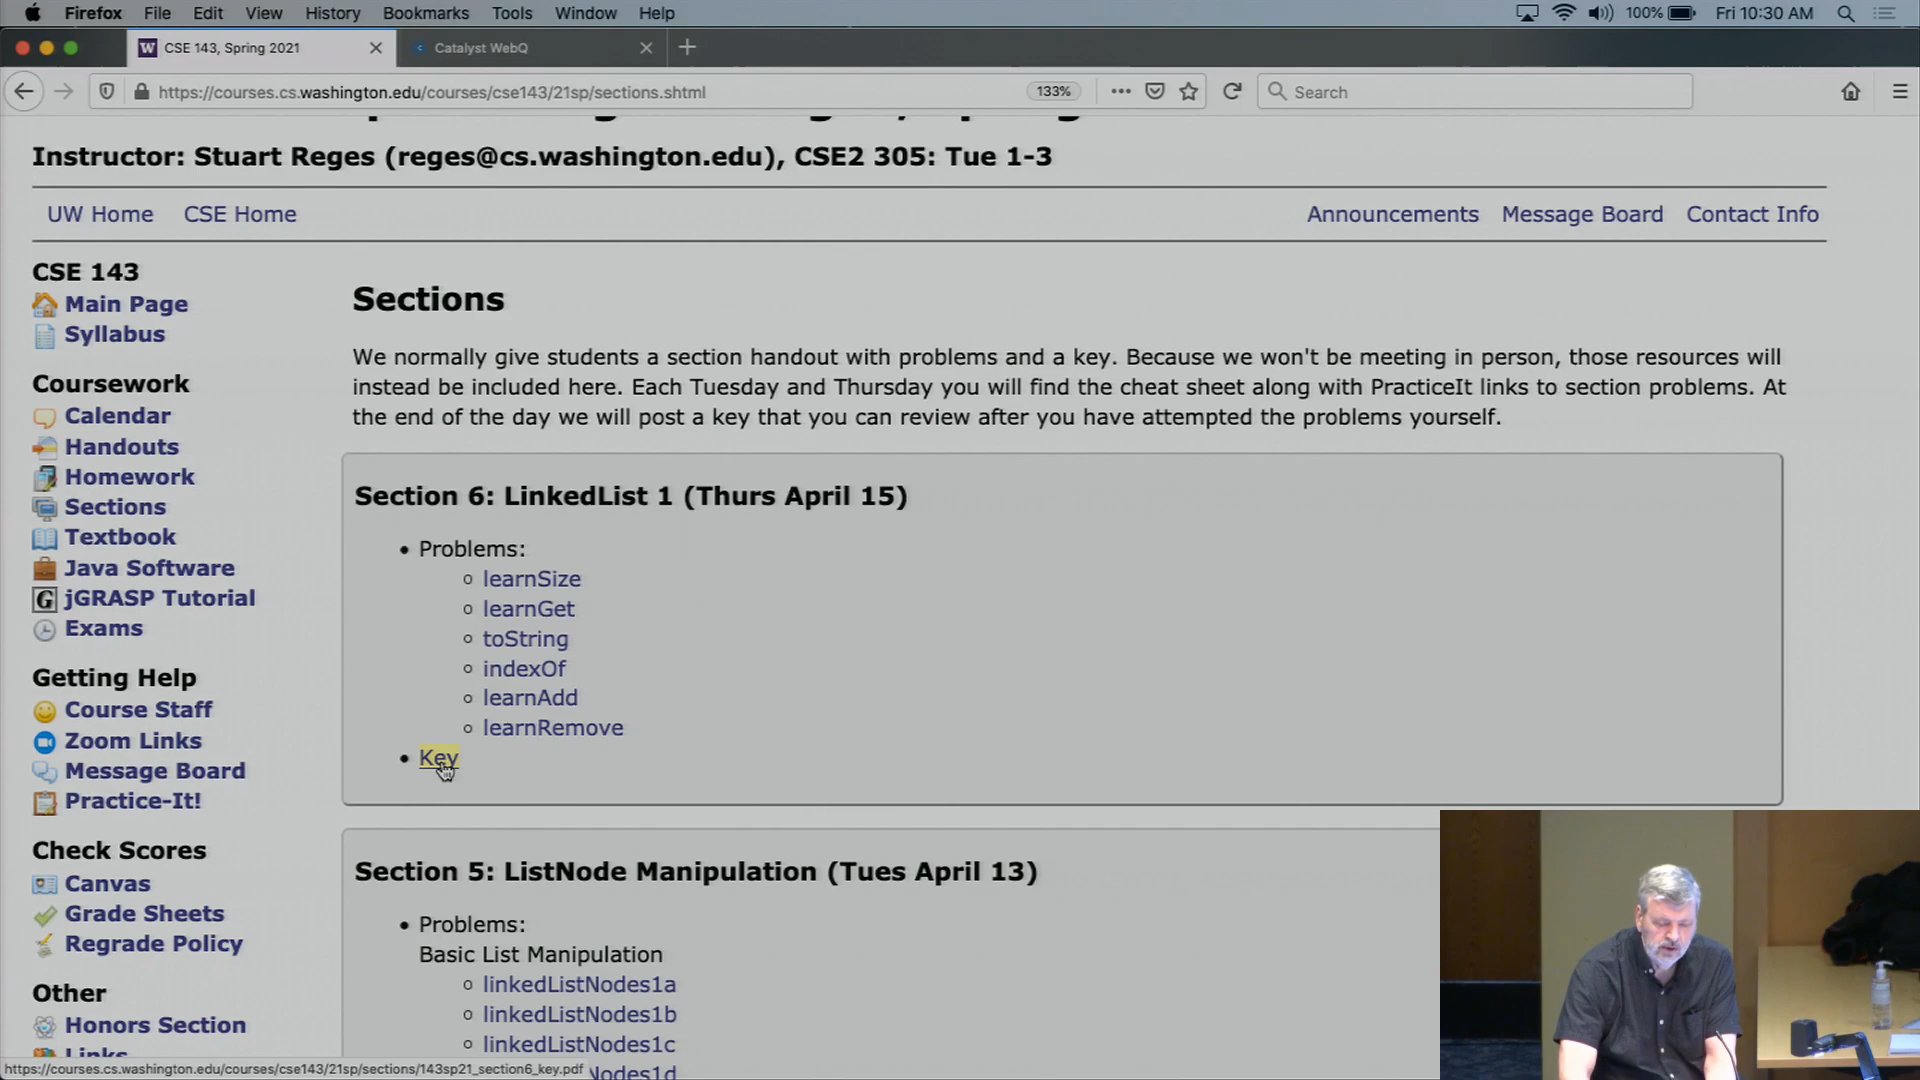 Firefox File Edit View History Bookmarks Tools Window Help 100% Fri 10:30 AM
CSE 143, Spring 2021 Catalyst WebQ
https://courses.cs.washington.edu/courses/cse143/21sp/sections.shtml 133% Search
Instructor: Stuart Reges (reges@cs.washington.edu), CSE2 305: Tue 1-3
UW Home CSE Home Announcements Message Board Contact Info
CSE 143
Main Page
Syllabus
Coursework
Calendar
Handouts
Homework
Sections
Textbook
Java Software
jGRASP Tutorial
Exams
Getting Help
Course Staff
Zoom Links
Message Board
Practice-It!
Check Scores
Canvas
Grade Sheets
Regrade Policy
Other
Honors Section
Links
Sections
We normally give students a section handout with problems and a key. Because we won't be meeting in person, those resources will
instead be included here. Each Tuesday and Thursday you will find the cheat sheet along with PracticeIt links to section problems. At
the end of the day we will post a key that you can review after you have attempted the problems yourself.
Section 6: LinkedList 1 (Thurs April 15)
• Problems:
learnSize
learnGet
toString
indexOf
learnAdd
learnRemove
• Key
Section 5: ListNode Manipulation (Tues April 13)
• Problems:
Basic List Manipulation
linkedListNodes1a
linkedListNodes1b
linkedListNodes1c
linkedListNodes1d
https://courses.cs.washington.edu/courses/cse143/21sp/sections/143sp21_section6_key.pdf